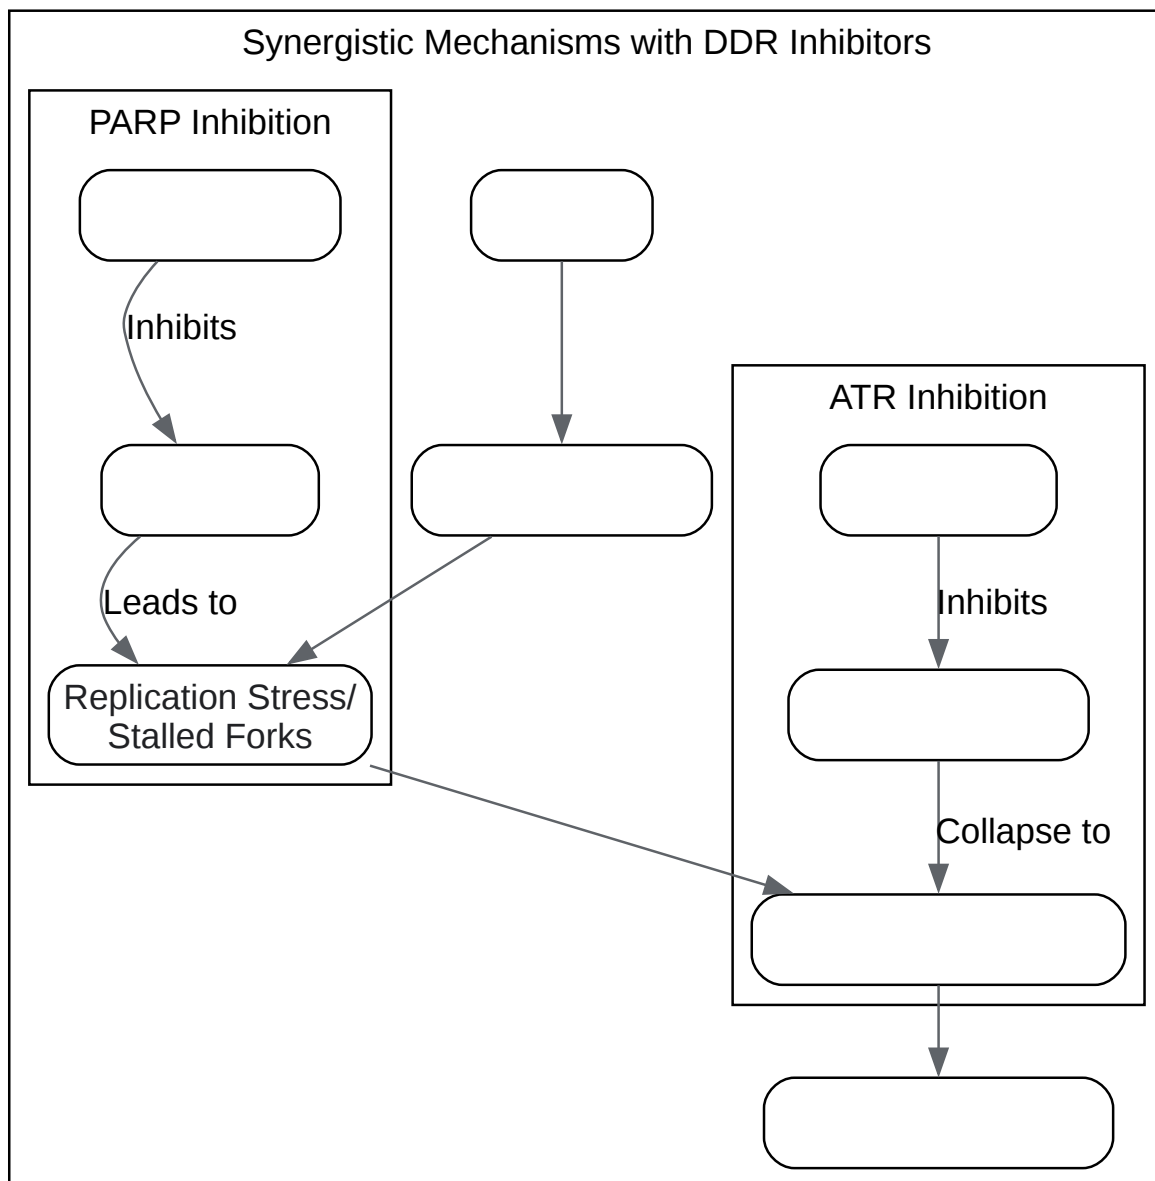 Synergistic Mechanisms with DDR Inhibitors
PARP Inhibition
Inhibits
ATR Inhibition
Leads to
Inhibits
Replication Stress/
Stalled Forks
Collapse to